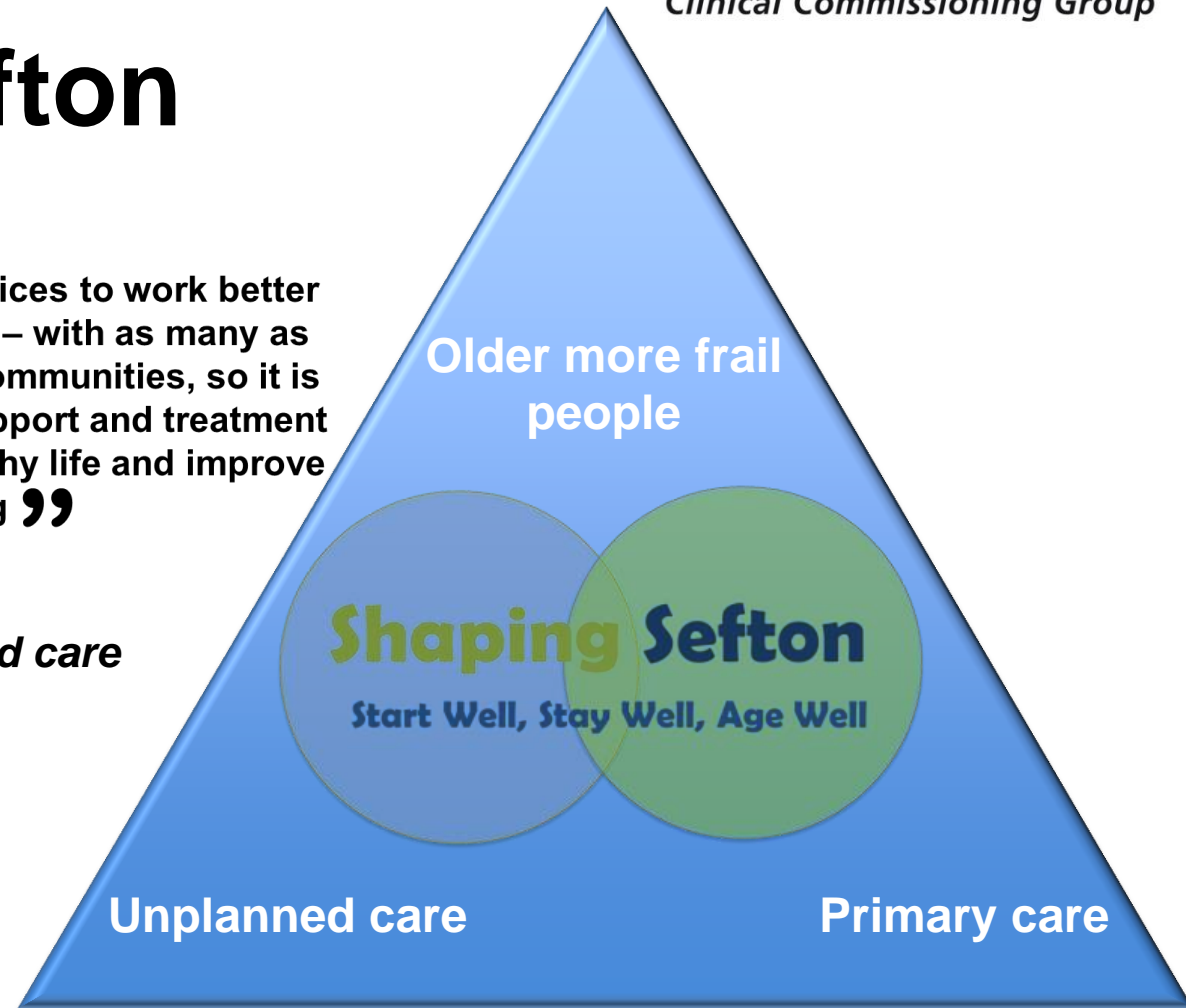 Clinical Commissioning Group
fton
ices to work better
– with as many as
ommunities, so it is
pport and treatment
hy life and improve
g ”
d care
Older more frail
people
Shaping Sefton
Start Well, Stay Well, Age Well
Unplanned care
Primary care